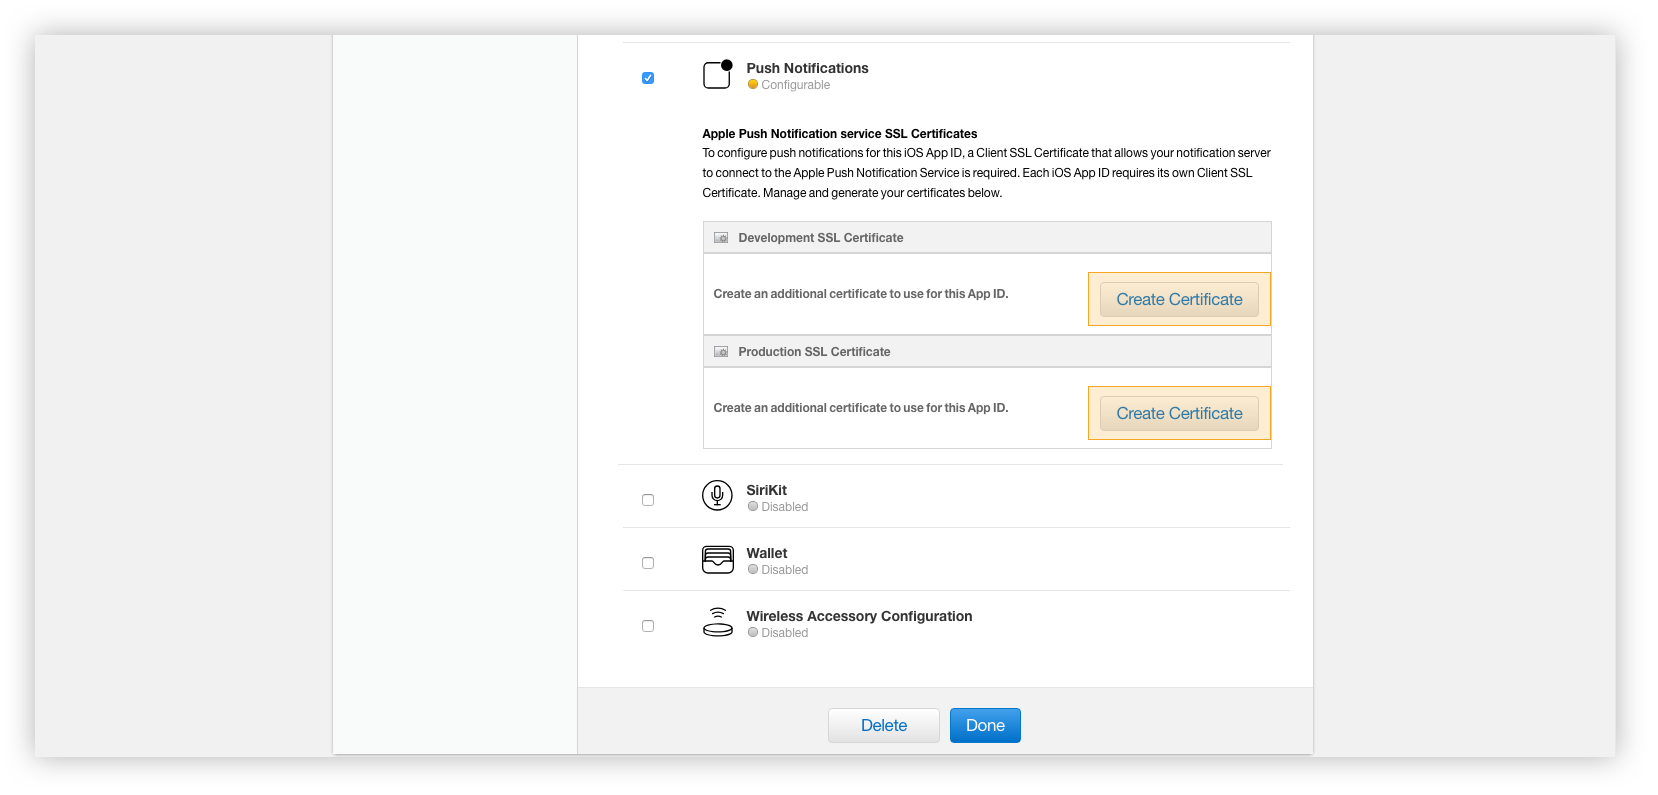 Push Notifications
Configurable
Apple Push Notification service SSL Certificates
To configure push notifications for this iOS App ID, a Client SSL Certificate that allows your notification server
to connect to the Apple Push Notification Service is required. Each iOS App ID requires its own Client SSL
Certificate. Manage and generate your certificates below.
Development SSL Certificate
Create an additional certificate to use for this App ID.
Create Certificate
Production SSL Certificate
Create an additional certificate to use for this App ID.
Create Certificate
SiriKit
Disabled
Wallet
Disabled
Wireless Accessory Configuration
Disabled
Delete
Done